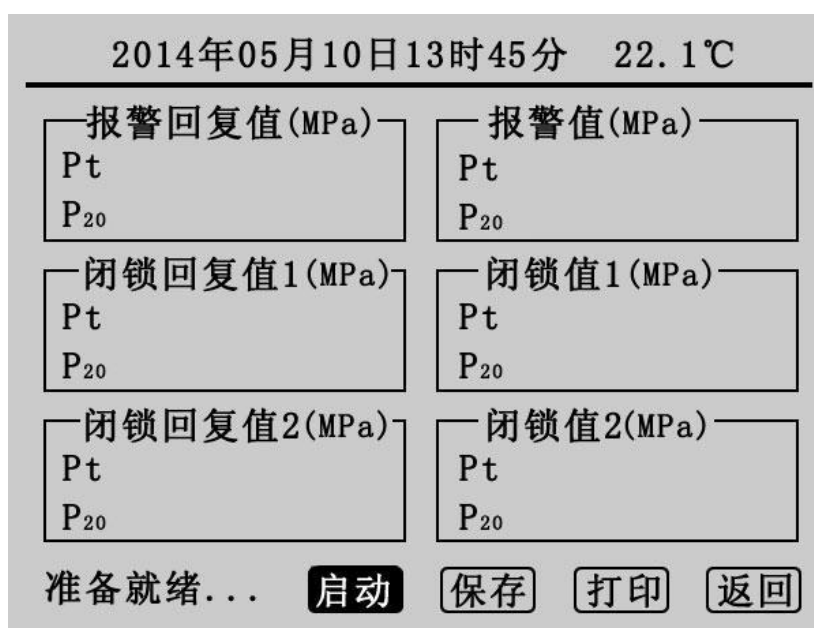 2014年05月10日13时45分 22.1℃
报警回复值(MPa) 报警值(MPa)
Pt Pt
P₂₀ P₂₀
闭锁回复值1(MPa) 闭锁值1(MPa)
Pt Pt
P₂₀ P₂₀
闭锁回复值2(MPa) 闭锁值2(MPa)
Pt Pt
P₂₀ P₂₀
准备就绪... 启动 保存 打印 返回